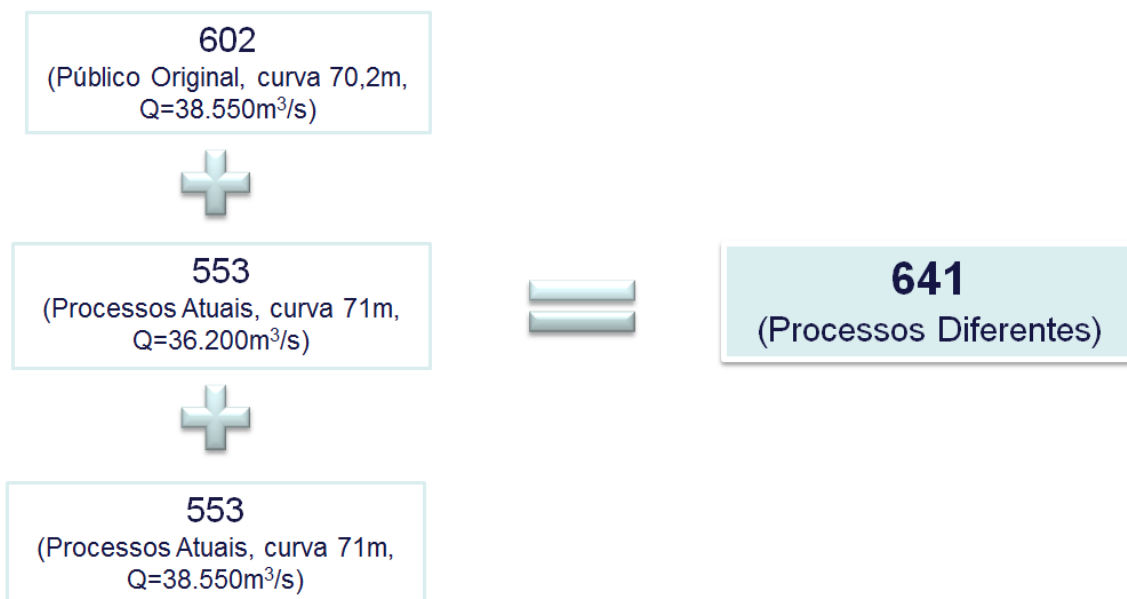 602
(Público Original, curva 70,2m,
Q=38.550m³/s)
553
(Processos Atuais, curva 71m,
Q=36.200m³/s)
641
(Processos Diferentes)
553
(Processos Atuais, curva 71m,
Q=38.550m³/s)